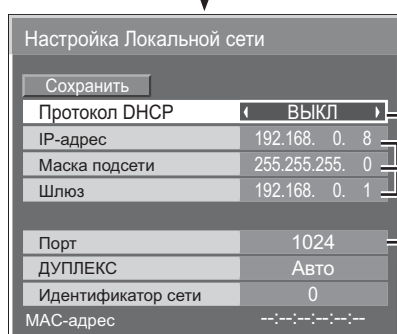 Настройка Локальной сети
Сохранить
Протокол DHCP ВЫКЛ
IP-адрес 192.168. 0. 8
Маска подсети 255.255.255. 0
Шлюз 192.168. 0. 1
Порт 1024
ДУПЛЕКС Авто
Идентификатор сети 0
MAC-адрес --:--:--:--:--:--